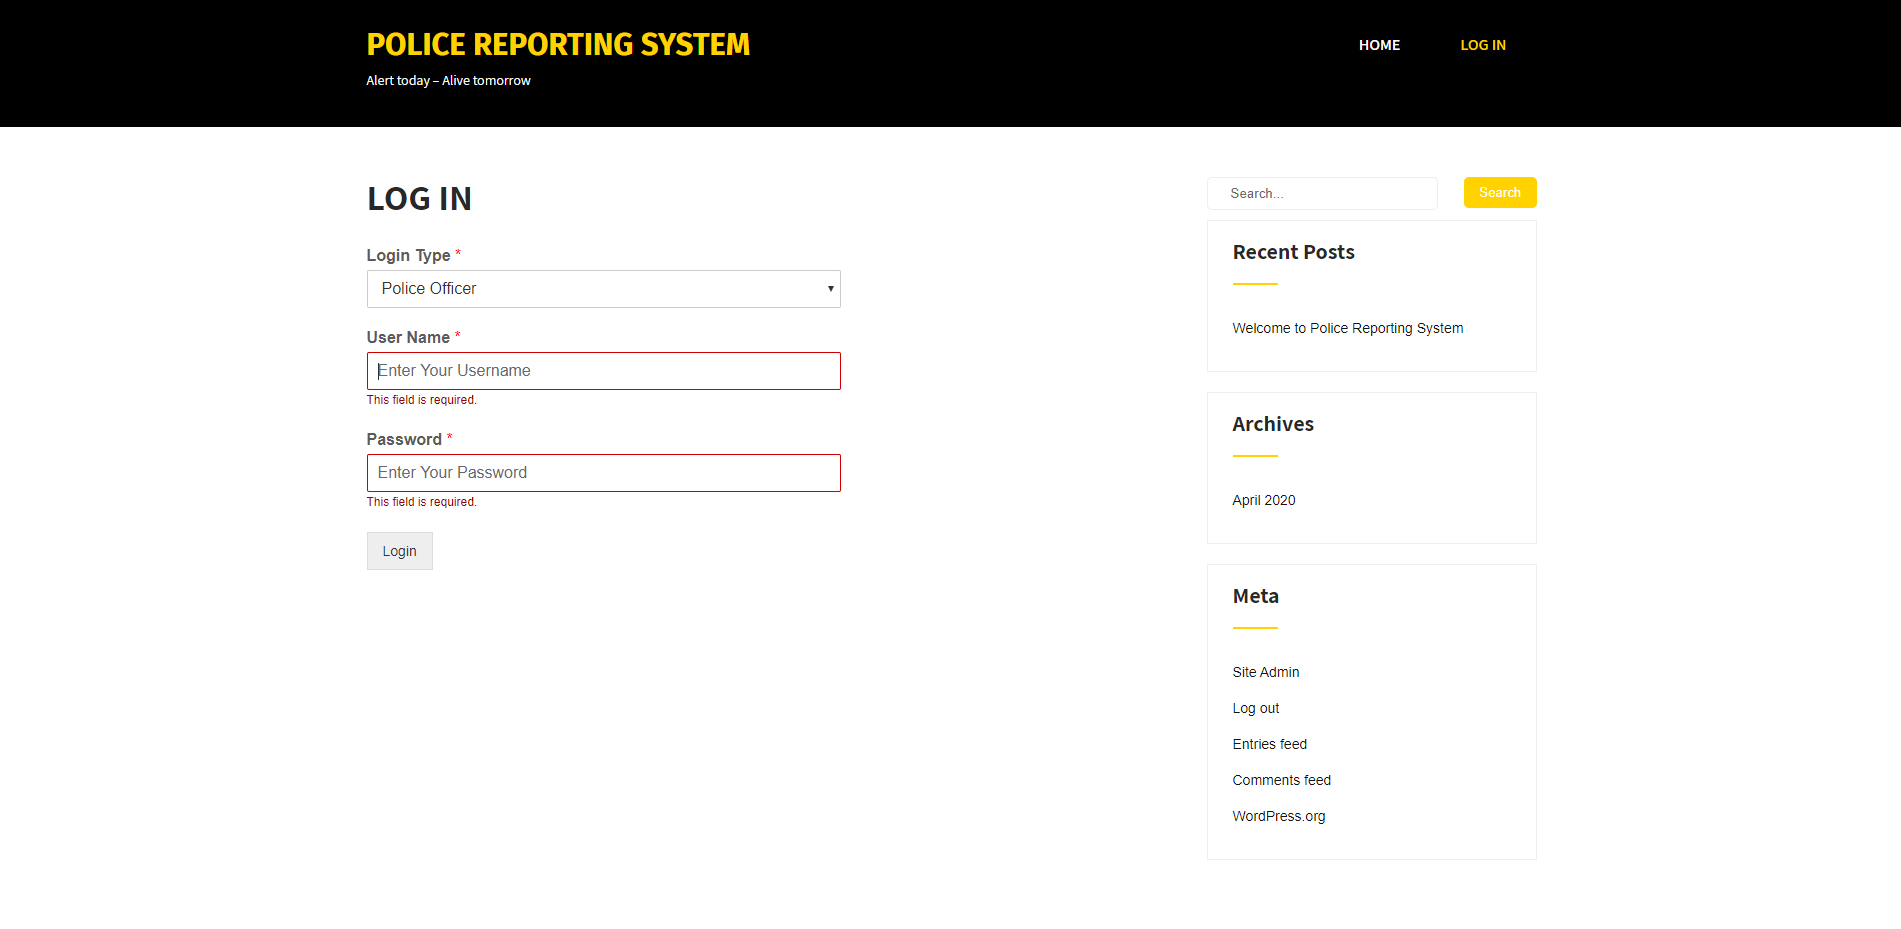 POLICE REPORTING SYSTEM
Alert today – Alive tomorrow
HOME
LOG IN
LOG IN
Login Type *
Police Officer
User Name *
Enter Your Username
This field is required.
Password *
Enter Your Password
This field is required.
Login
Search...
Search
Recent Posts
Welcome to Police Reporting System
Archives
April 2020
Meta
Site Admin
Log out
Entries feed
Comments feed
WordPress.org